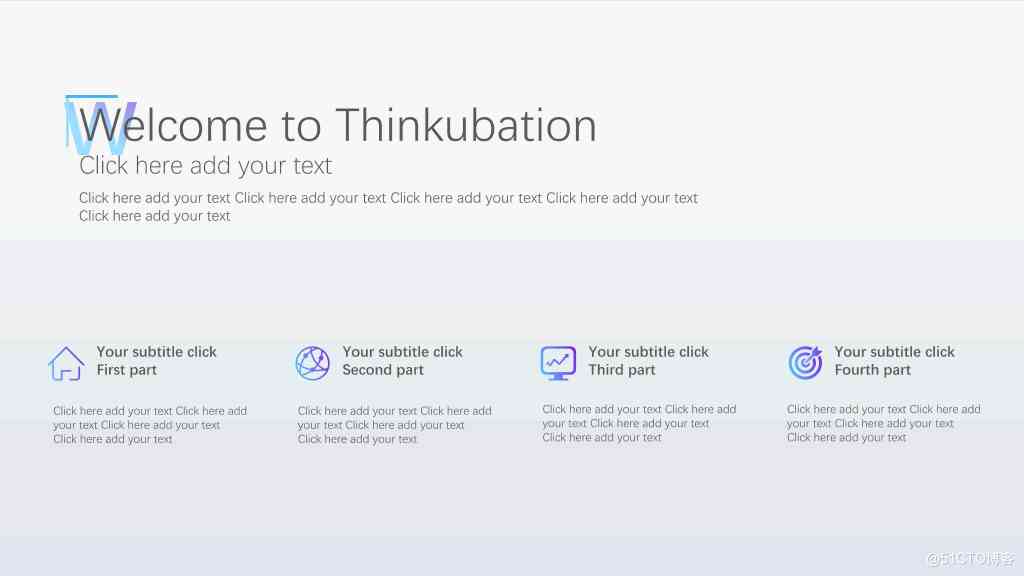 Welcome to Thinkubation
Click here add your text
Click here add your text Click here add your text Click here add your text Click here add your text
Click here add your text
Your subtitle click
First part
Click here add your text Click here add
your text Click here add your text
Click here add your text
Your subtitle click
Second part
Click here add your text Click here add
your text Click here add your text
Click here add your text
Your subtitle click
Third part
Click here add your text Click here add
your text Click here add your text
Click here add your text
Your subtitle click
Fourth part
Click here add your text Click here add
your text Click here add your text
Click here add your text
@51CTO博客